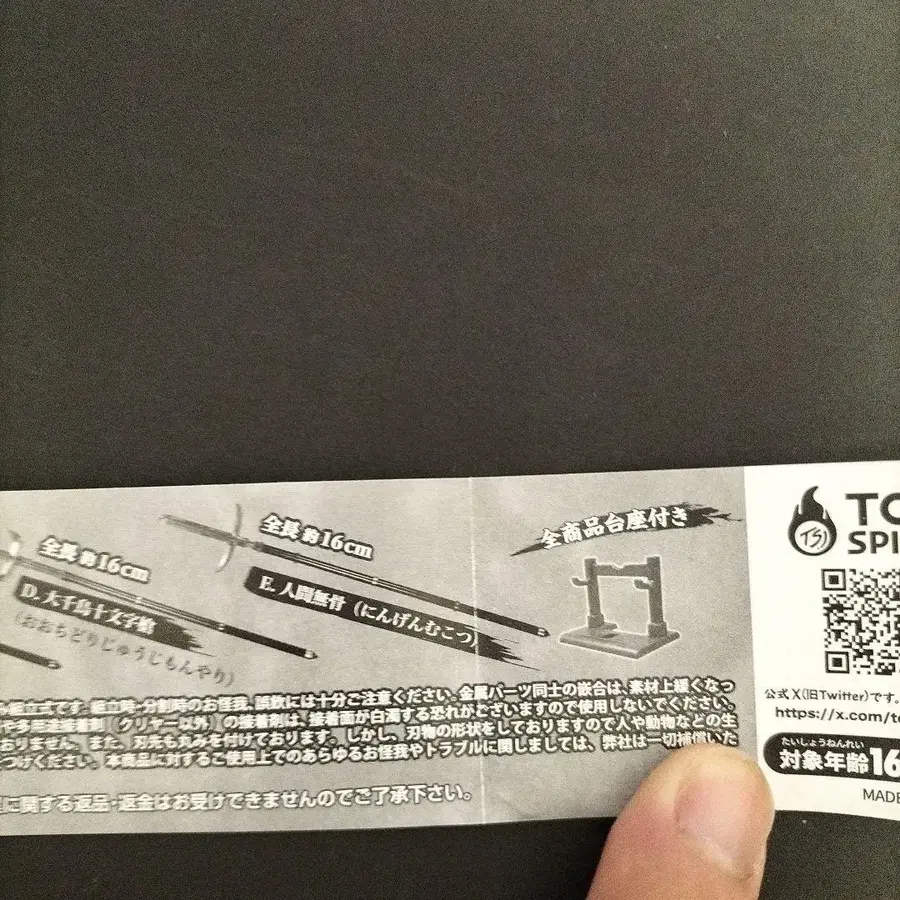 全長 約16cm
D. 大千鳥十文字槍
(おおちどりじゅうじもんやり)
全長 約16cm
E. 人間無骨 (にんげんむこつ)
全商品台座付き
組立式です。組立時・分割時のお怪我、誤飲には十分ご注意ください。金属パーツ同士の嵌合は、素材上緩くなっ
や多用途接着剤(クリヤー以外)の接着剤は、接着面が白濁する恐れがございますので使用しないでください。
おりません。また、刃先も丸みを付けております。しかし、刃物の形状をしておりますので人や動物などの生
つけください。本商品に対するご使用上でのあらゆるお怪我やトラブルに関しましては、弊社は一切補償いた
に関する返品・返金はお受けできませんのでご了承下さい。
TS
TO
SPI
公式X(旧Twitter)です。
https://x.com/to
たいしょうねんれい
対象年齢16
MADE